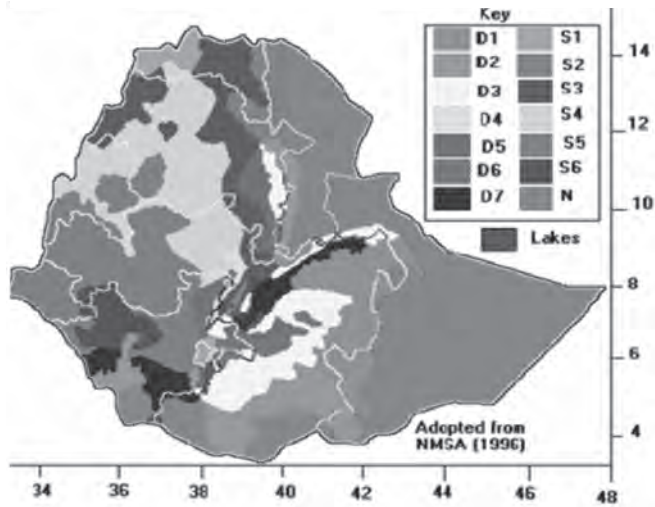 Key
D1 S1
D2 S2
D3 S3
D4 S4
D5 S5
D6 S6
D7 N
Lakes
14
12
10
8
6
4
Adopted from
NMSA (1996)
34 36 38 40 42 44 46 48